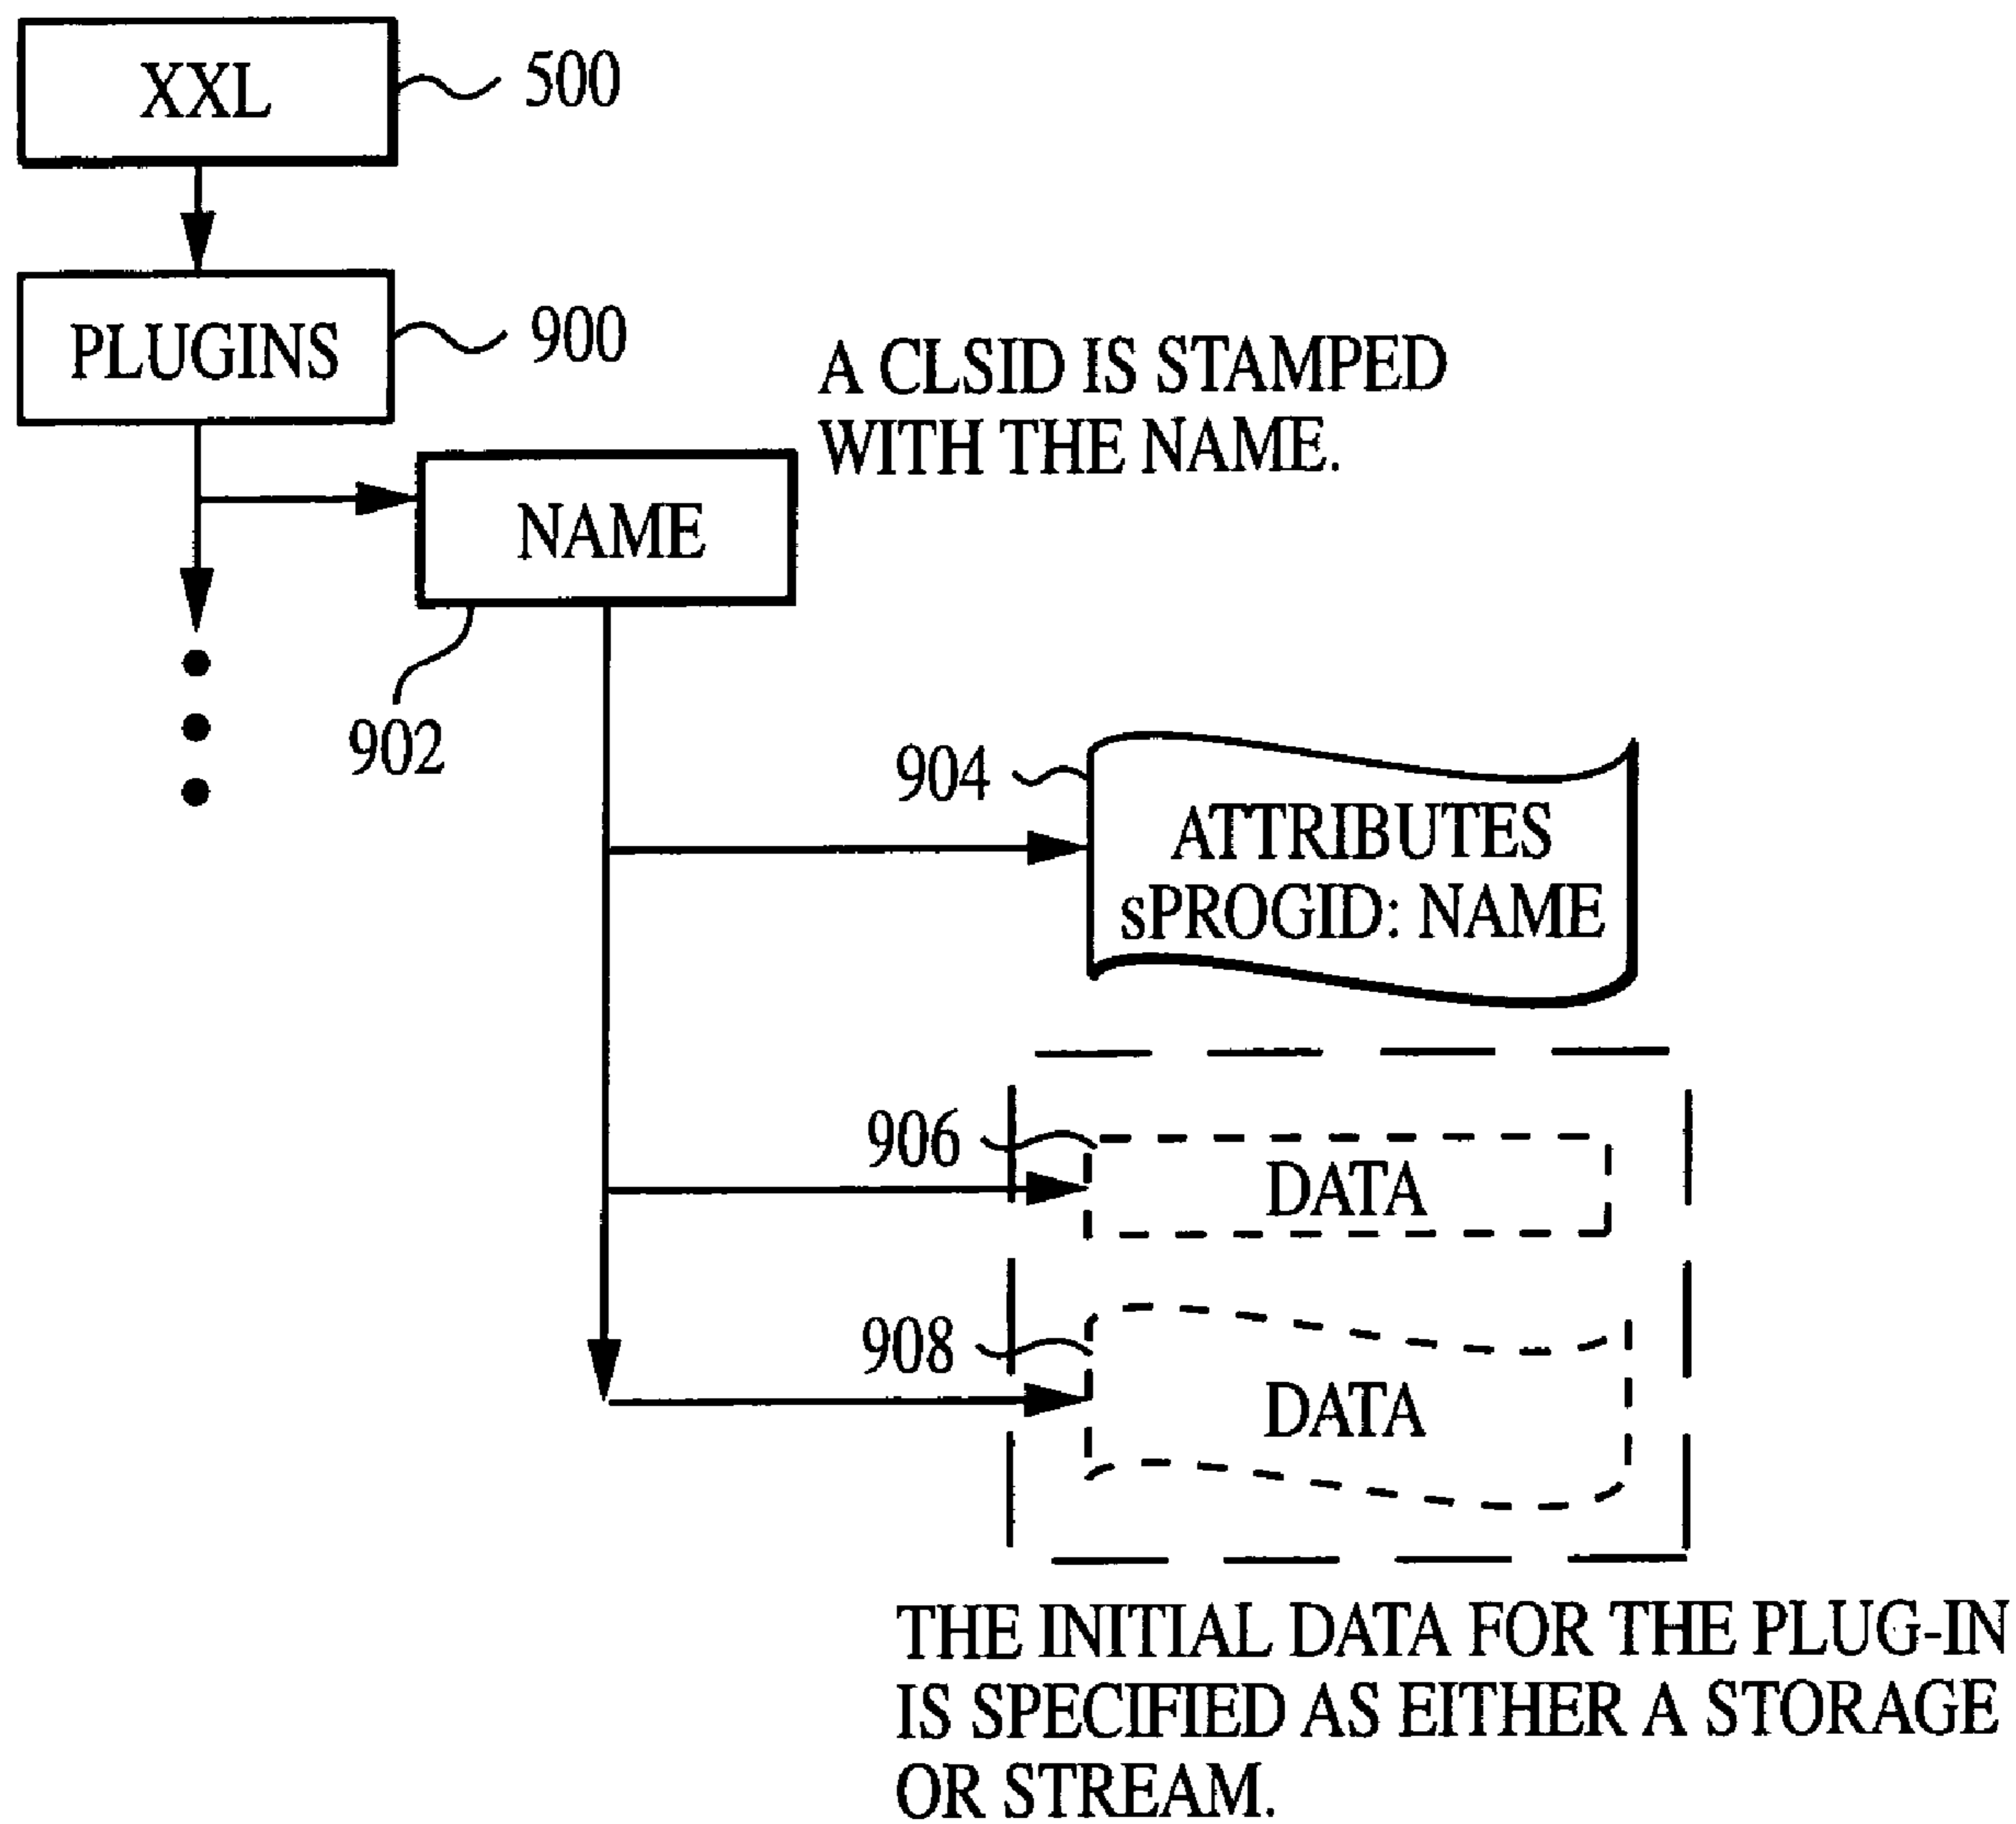 XXL
500
PLUGINS
900
A CLSID IS STAMPED
WITH THE NAME.
NAME
902
904
ATTRIBUTES
sPROGID: NAME
906
DATA
908
DATA
THE INITIAL DATA FOR THE PLUG-IN
IS SPECIFIED AS EITHER A STORAGE
OR STREAM.